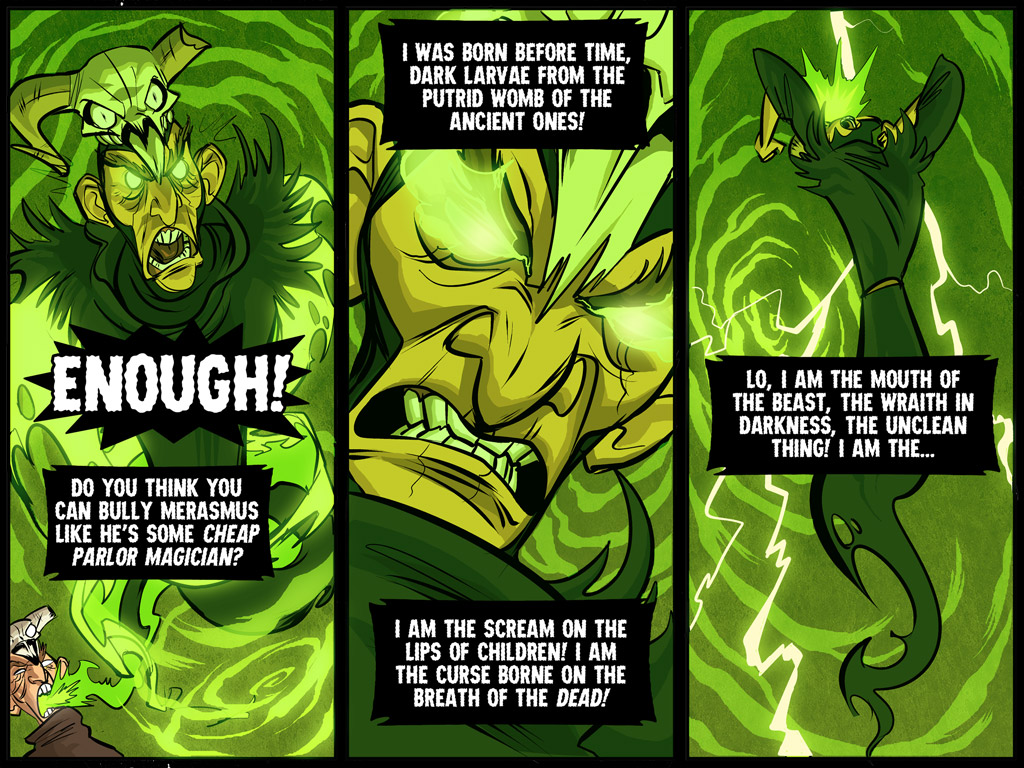 ENOUGH!
DO YOU THINK YOU
CAN BULLY MERASMUS
LIKE HE'S SOME CHEAP
PARLOR MAGICIAN?
I WAS BORN BEFORE TIME,
DARK LARVAE FROM THE
PUTRID WOMB OF THE
ANCIENT ONES!
I AM THE SCREAM ON THE
LIPS OF CHILDREN! I AM
THE CURSE BORNE ON THE
BREATH OF THE DEAD!
LO, I AM THE MOUTH OF
THE BEAST, THE WRAITH IN
DARKNESS, THE UNCLEAN
THING! I AM THE...